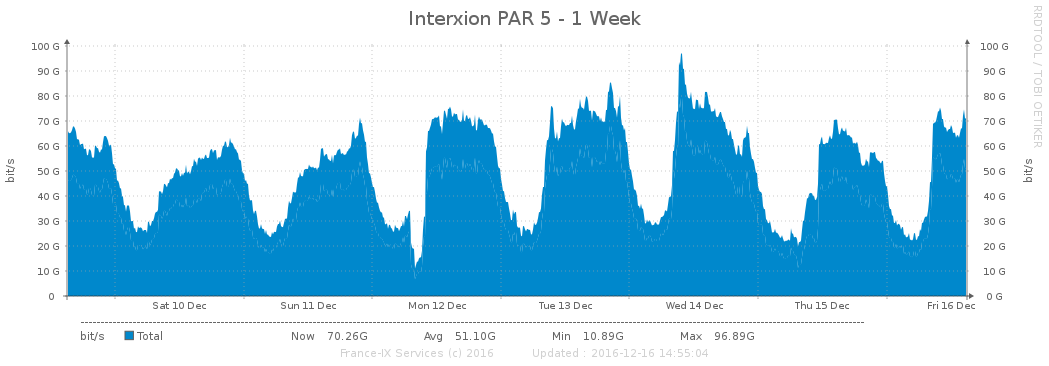 Interxion PAR 5 - 1 Week
RRDTOOL / TOBI OETIKER
100 G 100 G
90 G 90 G
80 G 80 G
70 G 70 G
60 G 60 G
50 G 50 G
40 G 40 G
30 G 30 G
20 G 20 G
10 G 10 G
0 0 G
bit/s bit/s
Sat 10 Dec Sun 11 Dec Mon 12 Dec Tue 13 Dec Wed 14 Dec Thu 15 Dec Fri 16 Dec
bit/s Total Now 70.26G Avg 51.10G Min 10.89G Max 96.89G
France-IX Services (c) 2016 Updated : 2016-12-16 14:55:04